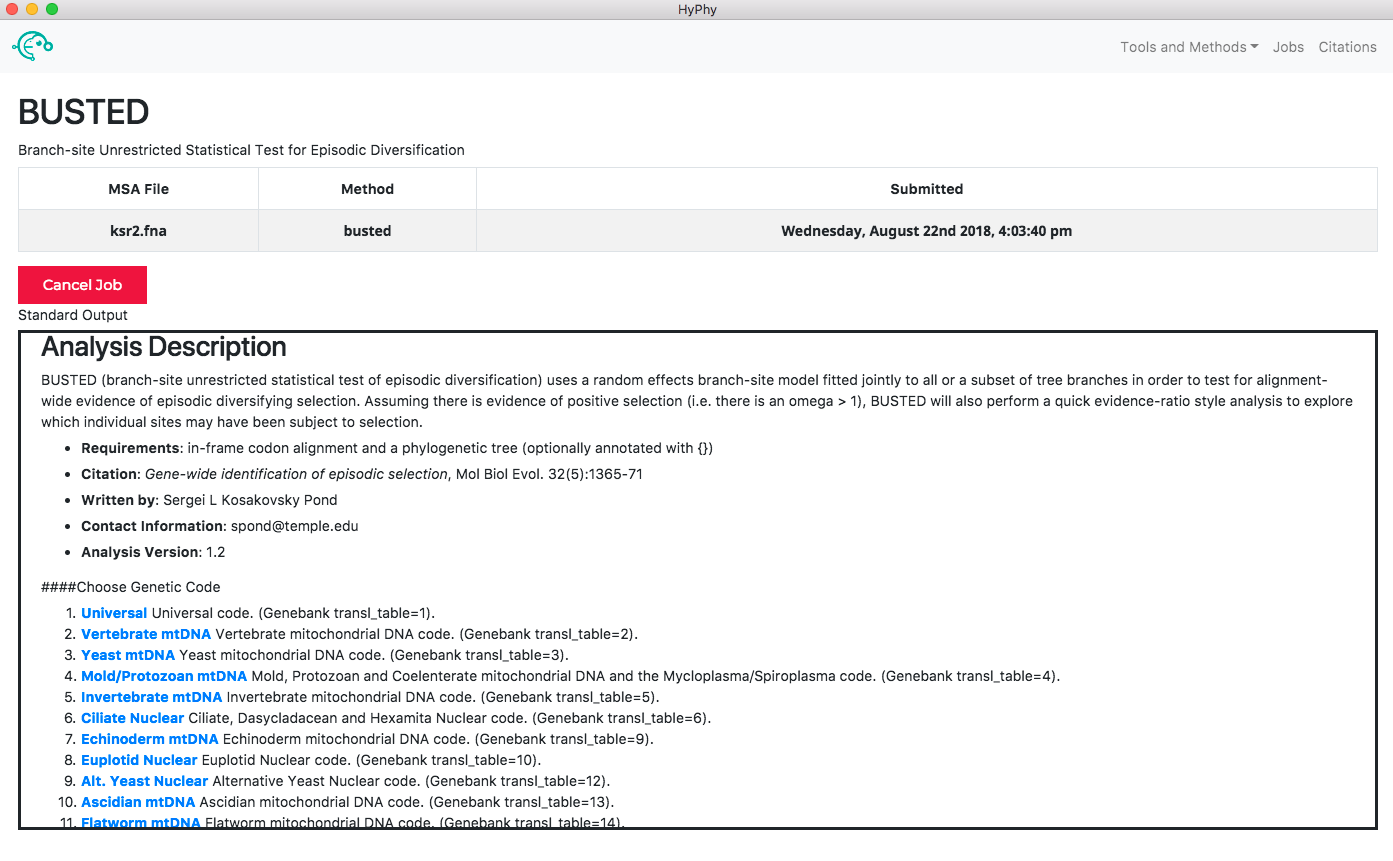 HyPhy
Tools and Methods Jobs Citations
BUSTED
Branch-site Unrestricted Statistical Test for Episodic Diversification
MSA File Method Submitted
ksr2.fna busted Wednesday, August 22nd 2018, 4:03:40 pm
Cancel Job
Standard Output
Analysis Description
BUSTED (branch-site unrestricted statistical test of episodic diversification) uses a random effects branch-site model fitted jointly to all or a subset of tree branches in order to test for alignment-
wide evidence of episodic diversifying selection. Assuming there is evidence of positive selection (i.e. there is an omega > 1), BUSTED will also perform a quick evidence-ratio style analysis to explore
which individual sites may have been subject to selection.
• Requirements: in-frame codon alignment and a phylogenetic tree (optionally annotated with {})
• Citation: Gene-wide identification of episodic selection, Mol Biol Evol. 32(5):1365-71
• Written by: Sergei L Kosakovsky Pond
• Contact Information: spond@temple.edu
• Analysis Version: 1.2
####Choose Genetic Code
1. Universal Universal code. (Genebank transl_table=1).
2. Vertebrate mtDNA Vertebrate mitochondrial DNA code. (Genebank transl_table=2).
3. Yeast mtDNA Yeast mitochondrial DNA code. (Genebank transl_table=3).
4. Mold/Protozoan mtDNA Mold, Protozoan and Coelenterate mitochondrial DNA and the Mycloplasma/Spiroplasma code. (Genebank transl_table=4).
5. Invertebrate mtDNA Invertebrate mitochondrial DNA code. (Genebank transl_table=5).
6. Ciliate Nuclear Ciliate, Dasycladacean and Hexamita Nuclear code. (Genebank transl_table=6).
7. Echinoderm mtDNA Echinoderm mitochondrial DNA code. (Genebank transl_table=9).
8. Euplotid Nuclear Euplotid Nuclear code. (Genebank transl_table=10).
9. Alt. Yeast Nuclear Alternative Yeast Nuclear code. (Genebank transl_table=12).
10. Ascidian mtDNA Ascidian mitochondrial DNA code. (Genebank transl_table=13).
11. Flatworm mtDNA Flatworm mitochondrial DNA code. (Genebank transl_table=14).